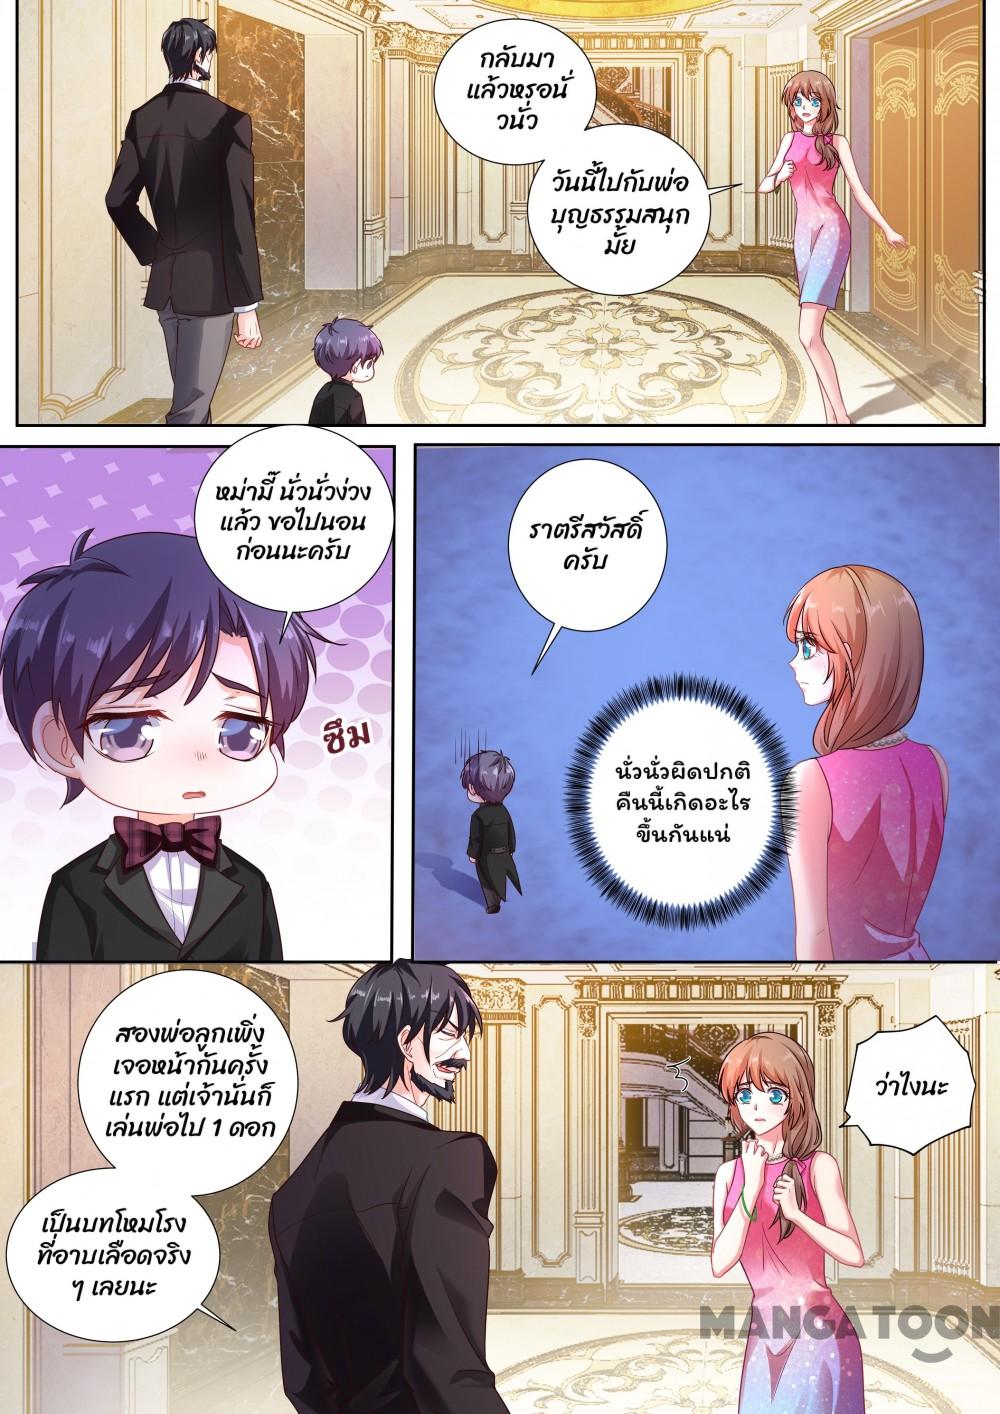 กลับมา
แล้วหรอนั่
วนั่ว
วันนี้ไปกับพ่อ
บุญธรรมสนุก
มั้ย
หม่ามี๊ นั่วนั่วง่วง
แล้ว ขอไปนอน
ก่อนนะครับ
ซึม
ราตรีสวัสดิ์
ครับ
นั่วนั่วผิดปกติ
คืนนี้เกิดอะไร
ขึ้นกันแน่
สองพ่อลูกเพิ่ง
เจอหน้ากันครั้ง
แรก แต่เจ้านั่นก็
เล่นพ่อไป 1 ดอก
เป็นบทโหมโรง
ที่อาบเลือดจริง
ๆ เลยนะ
ว่าไงนะ
MANGATOON